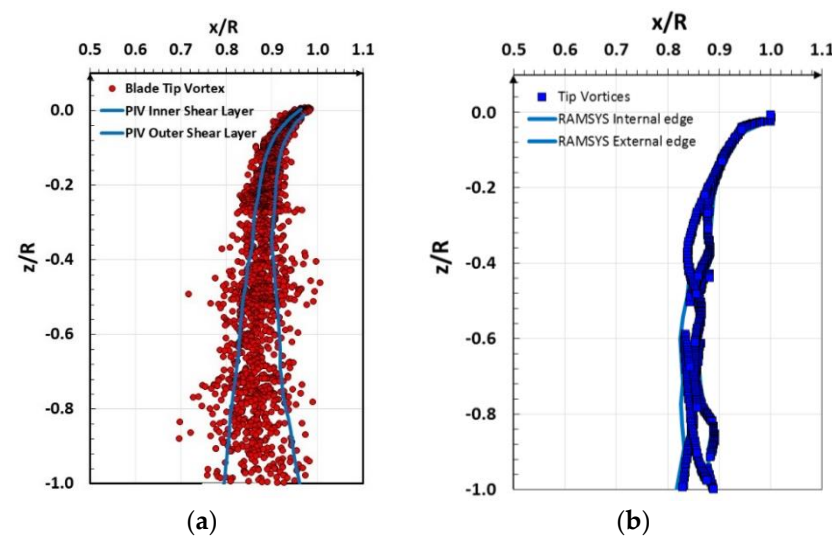 x/R
0.5 0.6 0.7 0.8 0.9 1.0 1.1
Blade Tip Vortex
PIV Inner Shear Layer
PIV Outer Shear Layer
0.0
-0.2
-0.4
-0.6
-0.8
-1.0
z/R
(a)
x/R
0.5 0.6 0.7 0.8 0.9 1.0 1.1
Tip Vortices
RAMSYS Internal edge
RAMSYS External edge
0.0
-0.2
-0.4
-0.6
-0.8
-1.0
z/R
(b)